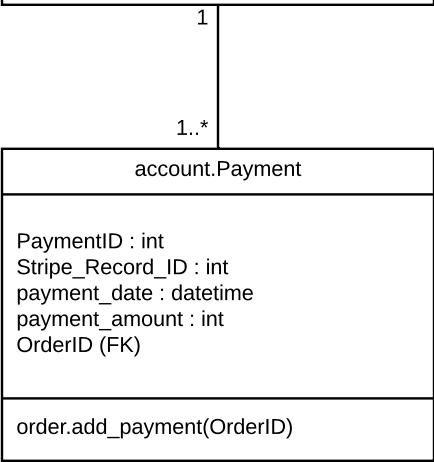 1
1..*
account.Payment
PaymentID : int
Stripe_Record_ID : int
payment_date : datetime
payment_amount : int
OrderID (FK)
order.add_payment(OrderID)